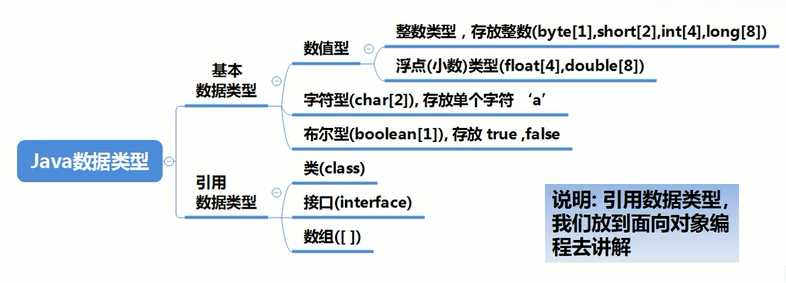 Java数据类型
基本
数据类型
数值型
整数类型，存放整数(byte[1],short[2],int[4],long[8])
浮点(小数)类型(float[4],double[8])
字符型(char[2]), 存放单个字符 ‘a’
布尔型(boolean[1]), 存放 true ,false
引用
数据类型
类(class)
接口(interface)
数组([ ])
说明: 引用数据类型，
我们放到面向对象编
程去讲解